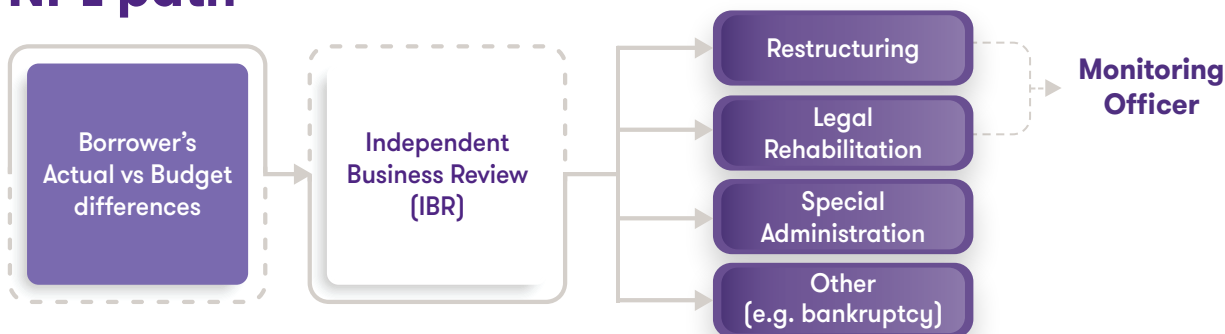 Borrower's
Actual vs Budget
differences
Independent
Business Review
(IBR)
Restructuring
Legal
Rehabilitation
Special
Administration
Other
(e.g. bankruptcy)
Monitoring
Officer